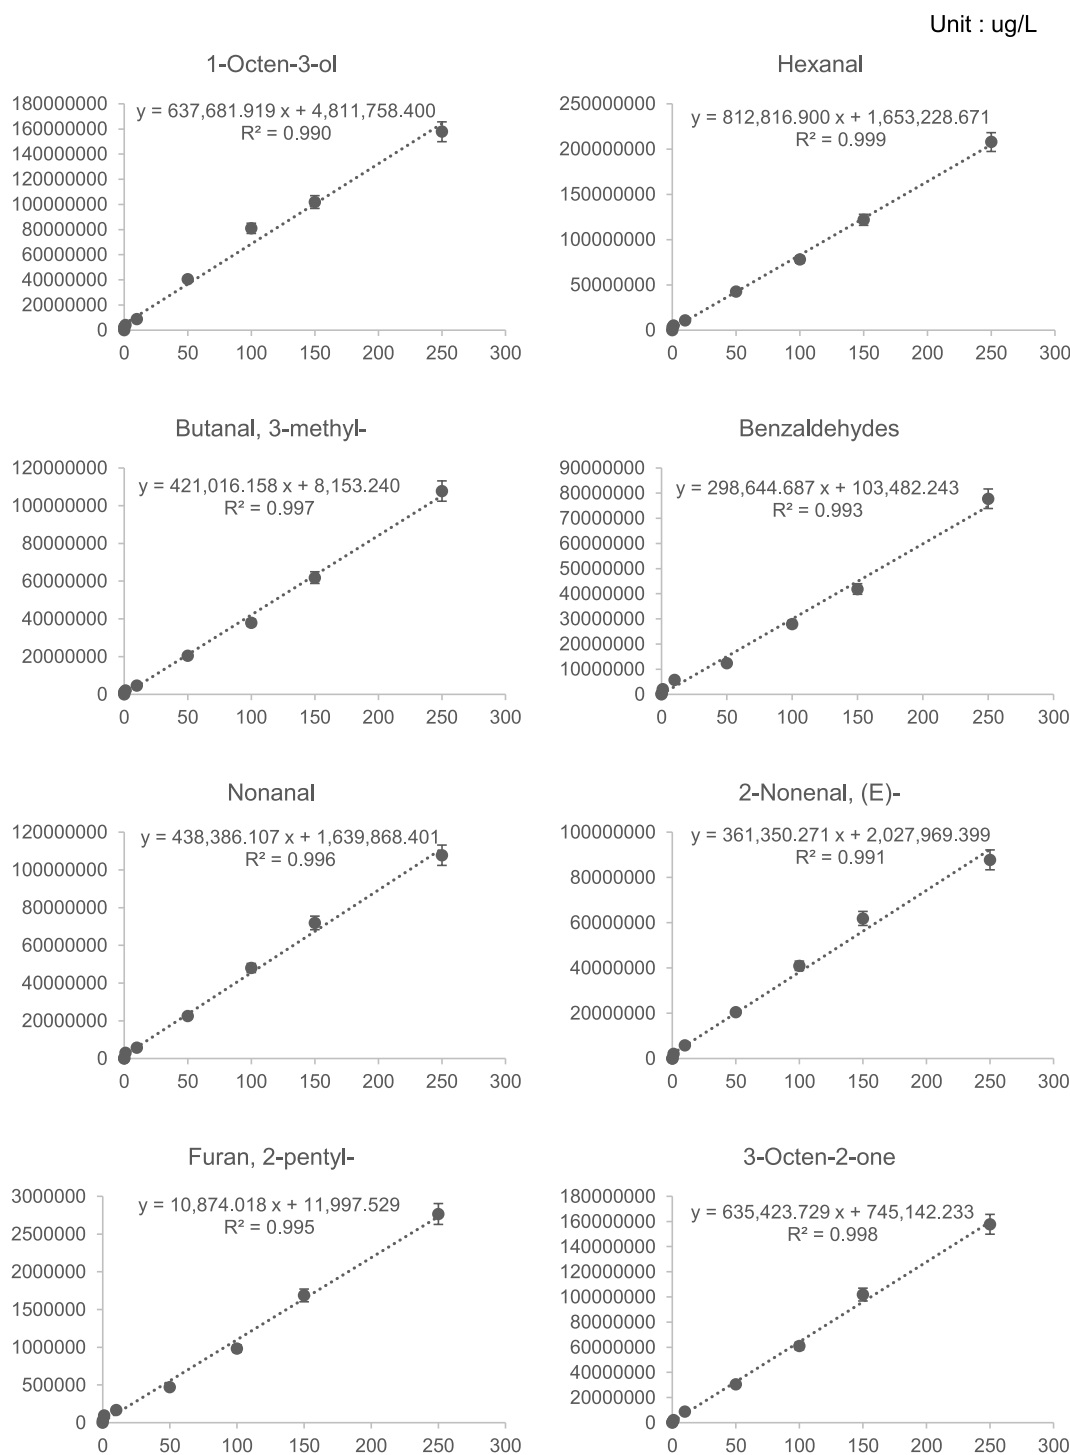 Unit : ug/L
1-Octen-3-ol
y = 637,681.919 x + 4,811,758.400
R² = 0.990
180000000
160000000
140000000
120000000
100000000
80000000
60000000
40000000
20000000
0
0 50 100 150 200 250 300
Hexanal
y = 812,816.900 x + 1,653,228.671
R² = 0.999
250000000
200000000
150000000
100000000
50000000
0
0 50 100 150 200 250 300
Butanal, 3-methyl-
y = 421,016.158 x + 8,153.240
R² = 0.997
120000000
100000000
80000000
60000000
40000000
20000000
0
0 50 100 150 200 250 300
Benzaldehydes
y = 298,644.687 x + 103,482.243
R² = 0.993
90000000
80000000
70000000
60000000
50000000
40000000
30000000
20000000
10000000
0
0 50 100 150 200 250 300
Nonanal
y = 438,386.107 x + 1,639,868.401
R² = 0.996
120000000
100000000
80000000
60000000
40000000
20000000
0
0 50 100 150 200 250 300
2-Nonenal, (E)-
y = 361,350.271 x + 2,027,969.399
R² = 0.991
100000000
80000000
60000000
40000000
20000000
0
0 50 100 150 200 250 300
Furan, 2-pentyl-
y = 10,874.018 x + 11,997.529
R² = 0.995
3000000
2500000
2000000
1500000
1000000
500000
0
0 50 100 150 200 250 300
3-Octen-2-one
y = 635,423.729 x + 745,142.233
R² = 0.998
180000000
160000000
140000000
120000000
100000000
80000000
60000000
40000000
20000000
0
0 50 100 150 200 250 300